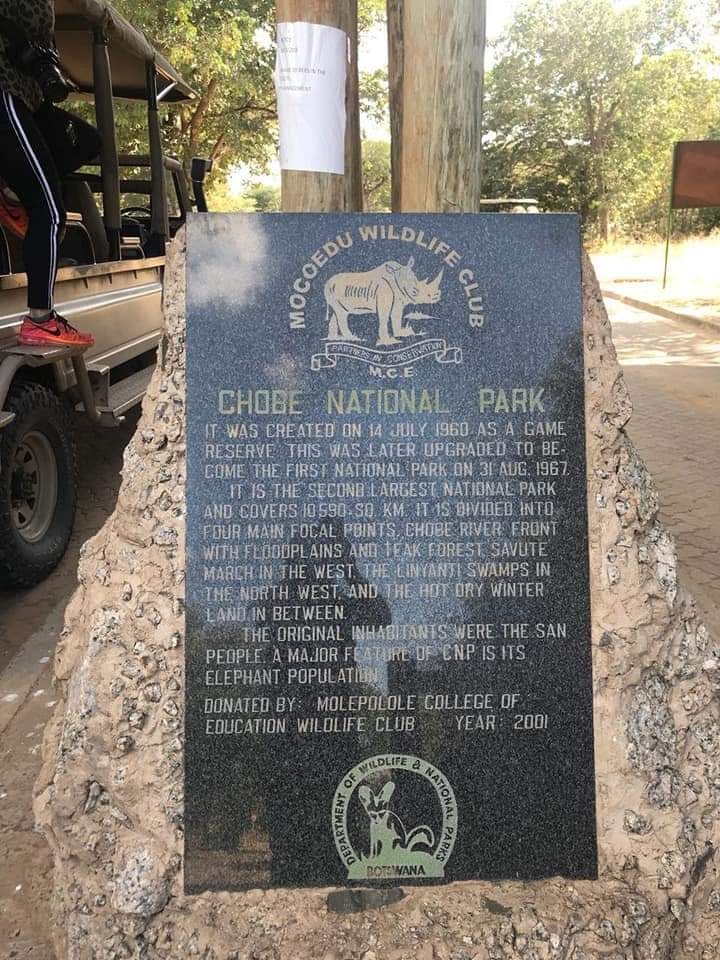 MOCOEDU WILDLIFE CLUB
PARTNERS IN CONSERVATION
M.C.E
CHOBE NATIONAL PARK
IT WAS CREATED ON 14 JULY 1960 AS A GAME
RESERVE. THIS WAS LATER UPGRADED TO BE-
COME THE FIRST NATIONAL PARK ON 31 AUG. 1967.
IT IS THE SECOND LARGEST NATIONAL PARK
AND COVERS 10 590 SQ. KM. IT IS DIVIDED INTO
FOUR MAIN FOCAL POINTS, CHOBE RIVER FRONT
WITH FLOODPLAINS AND TEAK FOREST, SAVUTE
MARCH IN THE WEST, THE LINYANTI SWAMPS IN
THE NORTH WEST, AND THE HOT DRY WINTER
LAND IN BETWEEN.
THE ORIGINAL INHABITANTS WERE THE SAN
PEOPLE. A MAJOR FEATURE OF CNP IS ITS
ELEPHANT POPULATION
DONATED BY: MOLEPOLOLE COLLEGE OF
EDUCATION WILDLIFE CLUB YEAR: 2001
DEPARTMENT OF WILDLIFE & NATIONAL PARKS
BOTSWANA